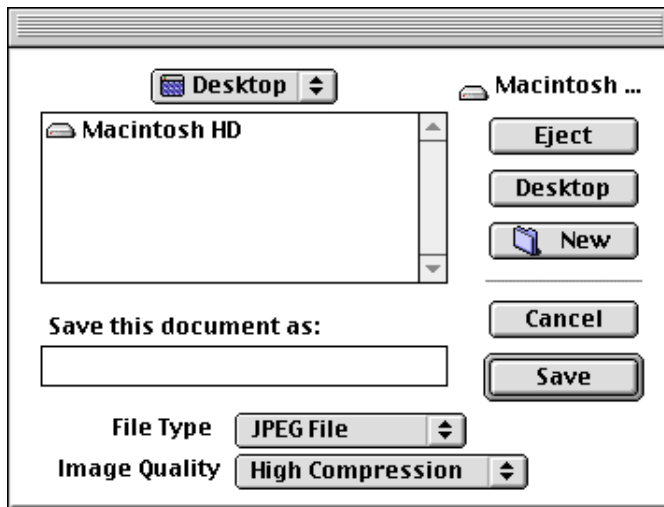 Desktop
Macintosh ...
Macintosh HD
Eject
Desktop
New
Save this document as:
Cancel
Save
File Type
JPEG File
Image Quality
High Compression